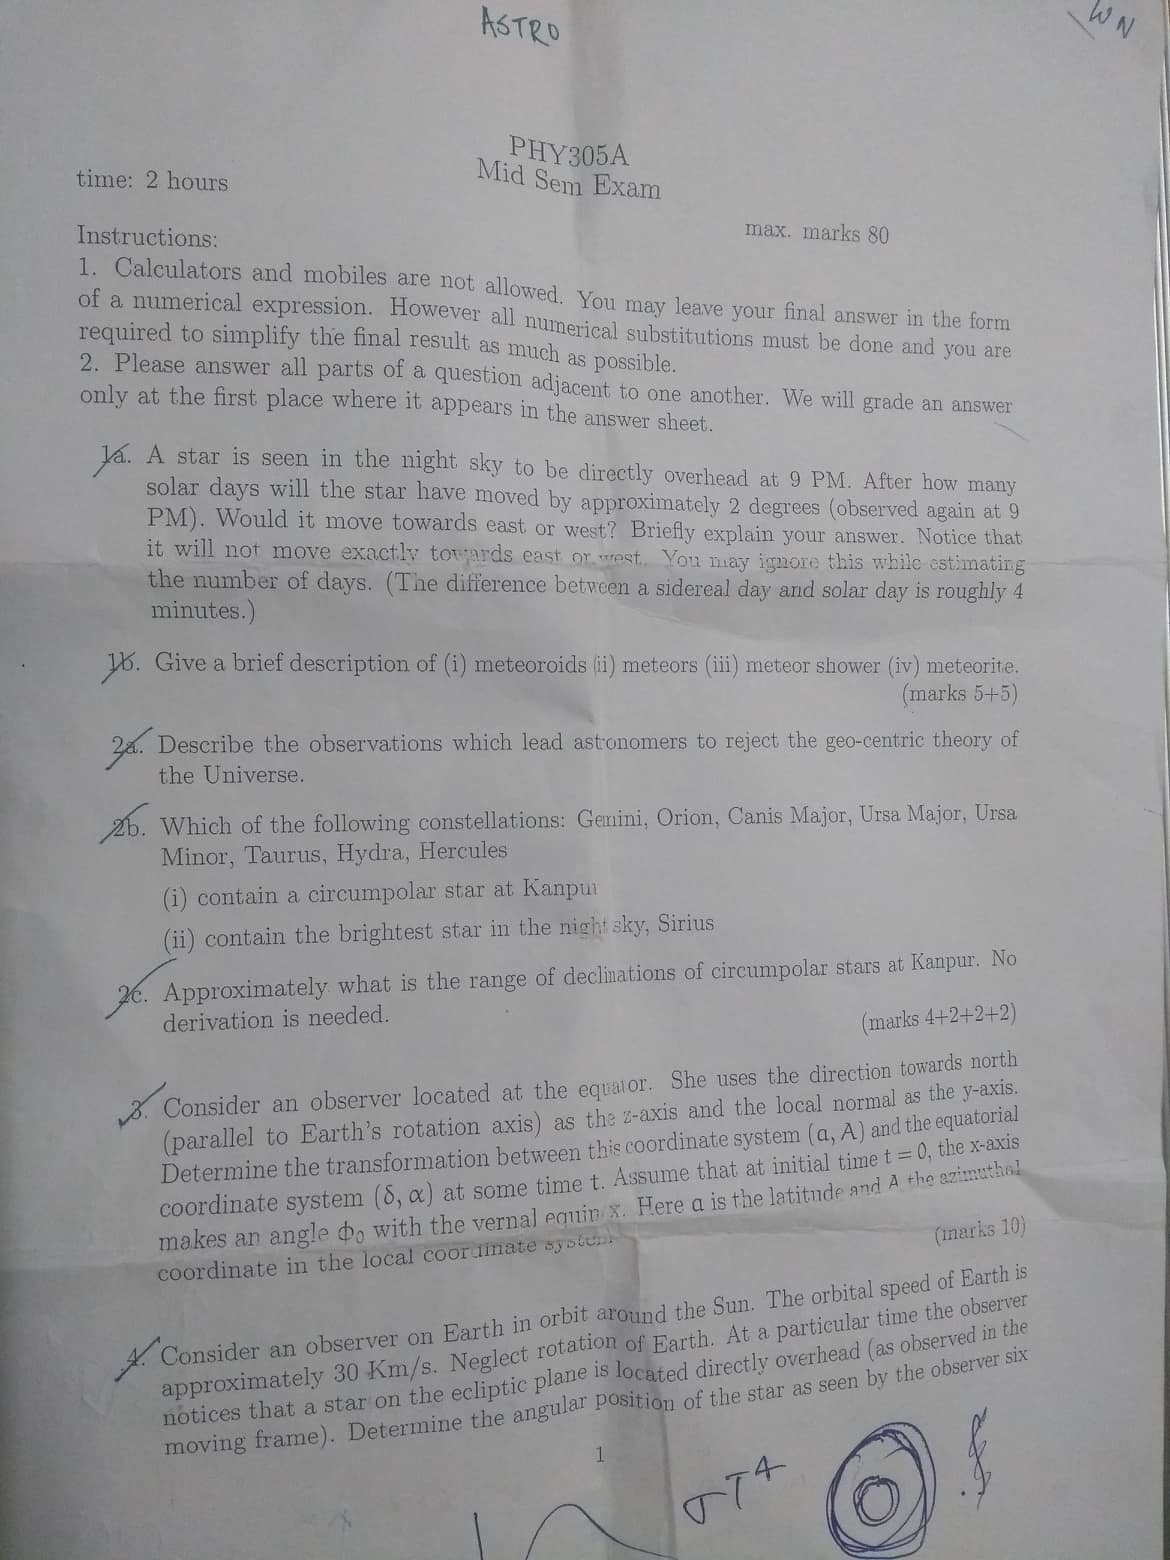 ASTRO
WN
PHY305A
Mid Sem Exam
time: 2 hours
max. marks 80
Instructions:
1. Calculators and mobiles are not allowed. You may leave your final answer in the form
of a numerical expression. However all numerical substitutions must be done and you are
required to simplify the final result as much as possible.
2. Please answer all parts of a question adjacent to one another. We will grade an answer
only at the first place where it appears in the answer sheet.
1a. A star is seen in the night sky to be directly overhead at 9 PM. After how many
solar days will the star have moved by approximately 2 degrees (observed again at 9
PM). Would it move towards east or west? Briefly explain your answer. Notice that
it will not move exactly towards east or west. You may ignore this while estimating
the number of days. (The difference between a sidereal day and solar day is roughly 4
minutes.)
1b. Give a brief description of (i) meteoroids (ii) meteors (iii) meteor shower (iv) meteorite.
(marks 5+5)
2a. Describe the observations which lead astronomers to reject the geo-centric theory of
the Universe.
2b. Which of the following constellations: Gemini, Orion, Canis Major, Ursa Major, Ursa
Minor, Taurus, Hydra, Hercules
(i) contain a circumpolar star at Kanpur
(ii) contain the brightest star in the night sky, Sirius
2c. Approximately what is the range of declinations of circumpolar stars at Kanpur. No
derivation is needed.
(marks 4+2+2+2)
3. Consider an observer located at the equator. She uses the direction towards north
(parallel to Earth's rotation axis) as the z-axis and the local normal as the y-axis.
Determine the transformation between this coordinate system (a, A) and the equatorial
coordinate system (δ, α) at some time t. Assume that at initial time t = 0, the x-axis
makes an angle Φ₀ with the vernal equinox. Here a is the latitude and A the azimuthal
coordinate in the local coordinate system.
(marks 10)
4. Consider an observer on Earth in orbit around the Sun. The orbital speed of Earth is
approximately 30 Km/s. Neglect rotation of Earth. At a particular time the observer
notices that a star on the ecliptic plane is located directly overhead (as observed in the
moving frame). Determine the angular position of the star as seen by the observer six
1
σT⁴